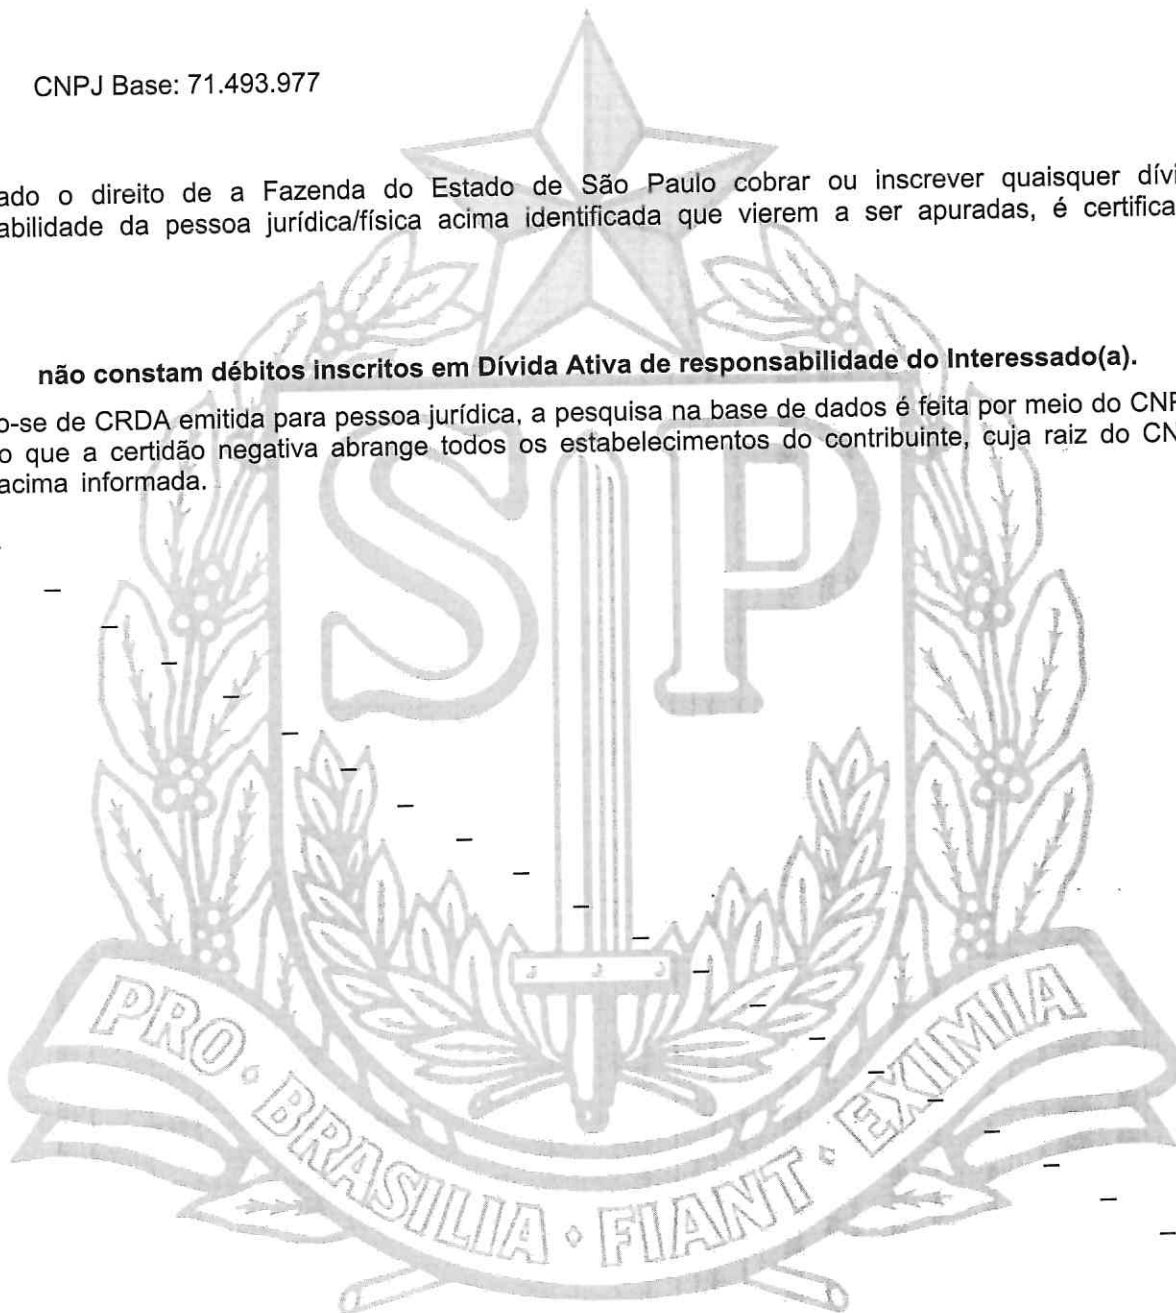 CNPJ Base: 71.493.977
ado o direito de a Fazenda do Estado de São Paulo cobrar ou inscrever quaisquer dívi
abilidade da pessoa jurídica/física acima identificada que vierem a ser apuradas, é certifica
não constam débitos inscritos em Dívida Ativa de responsabilidade do Interessado(a).
o-se de CRDA emitida para pessoa jurídica, a pesquisa na base de dados é feita por meio do CNP
o que a certidão negativa abrange todos os estabelecimentos do contribuinte, cuja raiz do CN
acima informada.
SP
PRO · BRASILIA · FIANT · EXIMIA